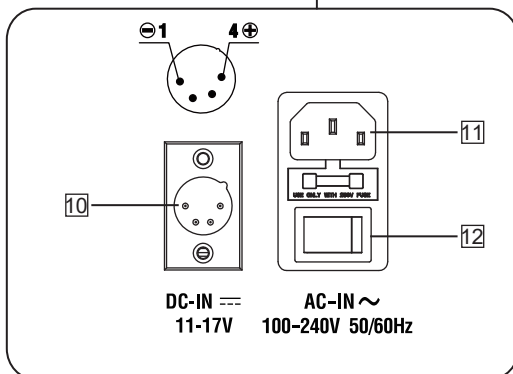 ⊖1 4⊕
11
10
USE ONLY WITH 250V FUSE
12
DC-IN ⎓ AC-IN ∼
11-17V 100-240V 50/60Hz